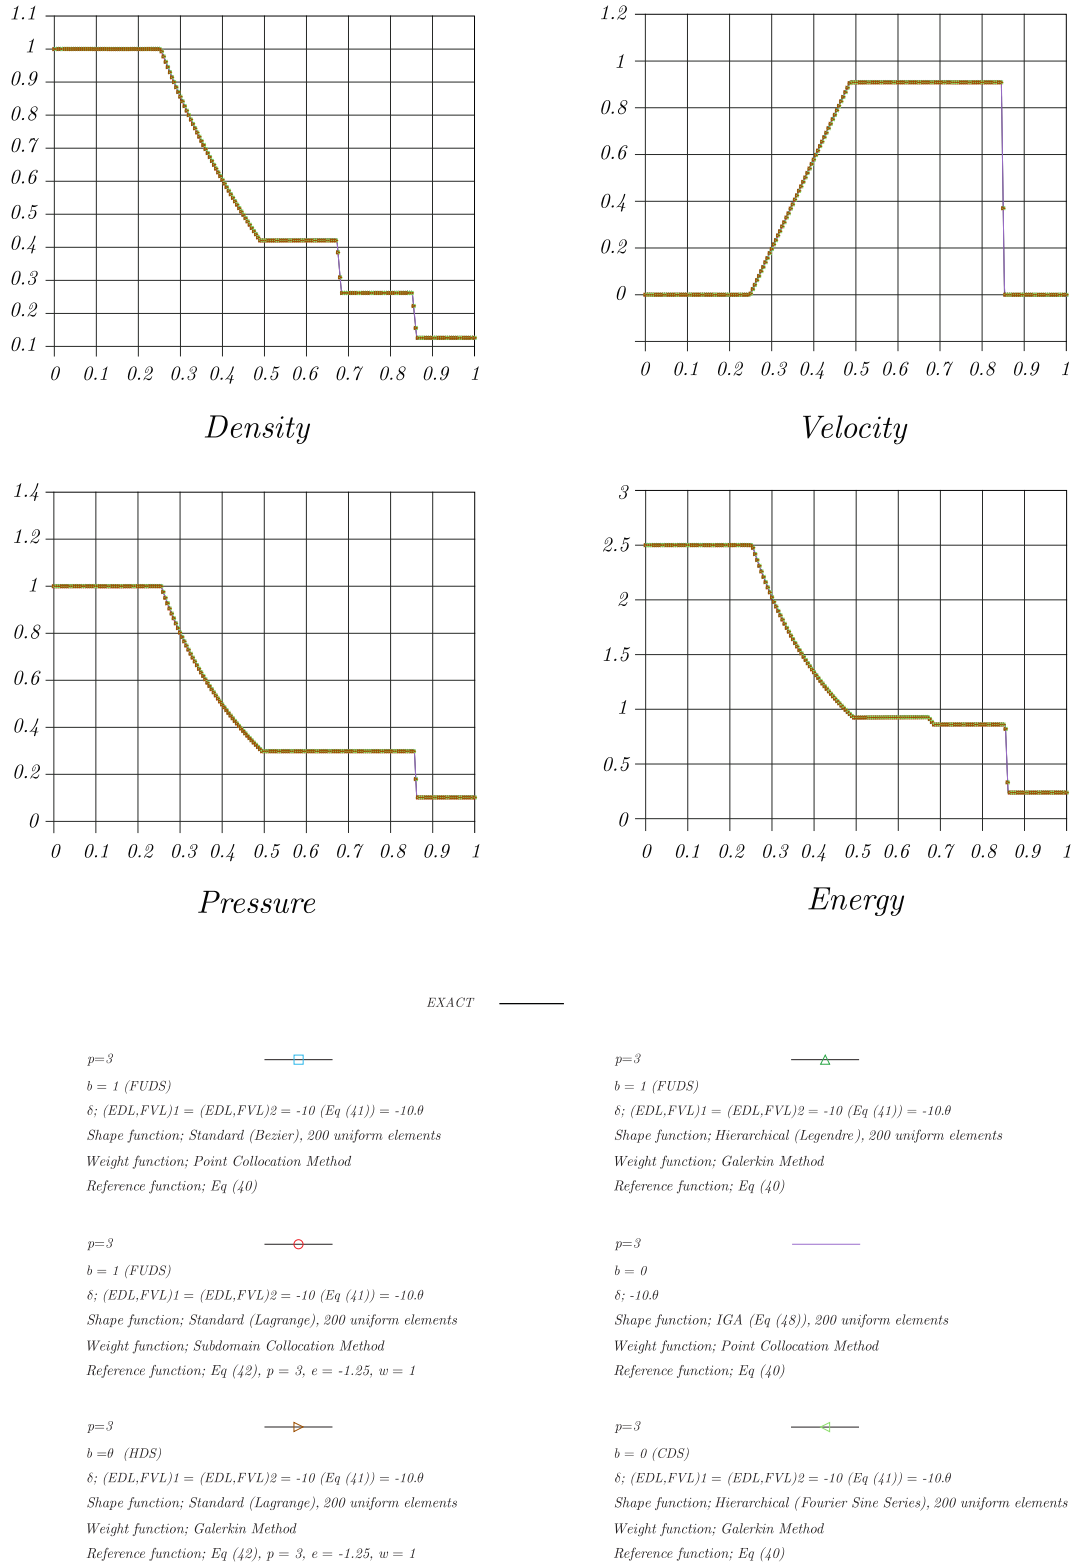 1.1
1
0.9
0.8
0.7
0.6
0.5
0.4
0.3
0.2
0.1
0 0.1 0.2 0.3 0.4 0.5 0.6 0.7 0.8 0.9 1
Density
1.2
1
0.8
0.6
0.4
0.2
0
0 0.1 0.2 0.3 0.4 0.5 0.6 0.7 0.8 0.9 1
Velocity
1.4
1.2
1
0.8
0.6
0.4
0.2
0
0 0.1 0.2 0.3 0.4 0.5 0.6 0.7 0.8 0.9 1
Pressure
3
2.5
2
1.5
1
0.5
0
0 0.1 0.2 0.3 0.4 0.5 0.6 0.7 0.8 0.9 1
Energy
EXACT
p=3
b = 1 (FUDS)
δ; (EDL,FVL)1 = (EDL,FVL)2 = -10 (Eq (41)) = -10.θ
Shape function; Standard (Bezier), 200 uniform elements
Weight function; Point Collocation Method
Reference function; Eq (40)
p=3
b = 1 (FUDS)
δ; (EDL,FVL)1 = (EDL,FVL)2 = -10 (Eq (41)) = -10.θ
Shape function; Hierarchical (Legendre), 200 uniform elements
Weight function; Galerkin Method
Reference function; Eq (40)
p=3
b = 1 (FUDS)
δ; (EDL,FVL)1 = (EDL,FVL)2 = -10 (Eq (41)) = -10.θ
Shape function; Standard (Lagrange), 200 uniform elements
Weight function; Subdomain Collocation Method
Reference function; Eq (42), p = 3, e = -1.25, w = 1
p=3
b = 0
δ; -10.θ
Shape function; IGA (Eq (48)), 200 uniform elements
Weight function; Point Collocation Method
Reference function; Eq (40)
p=3
b =θ (HDS)
δ; (EDL,FVL)1 = (EDL,FVL)2 = -10 (Eq (41)) = -10.θ
Shape function; Standard (Lagrange), 200 uniform elements
Weight function; Galerkin Method
Reference function; Eq (42), p = 3, e = -1.25, w = 1
p=3
b = 0 (CDS)
δ; (EDL,FVL)1 = (EDL,FVL)2 = -10 (Eq (41)) = -10.θ
Shape function; Hierarchical (Fourier Sine Series), 200 uniform elements
Weight function; Galerkin Method
Reference function; Eq (40)